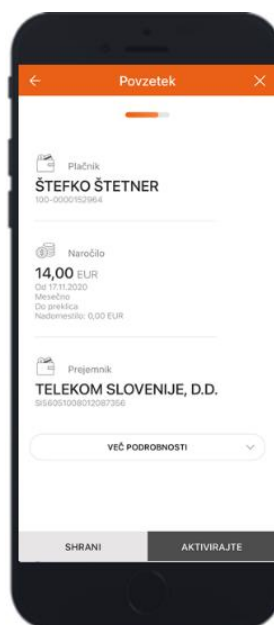 Povzetek
Plačnik
ŠTEFKO ŠTETNER
100-0000152964
Naročilo
14,00 EUR
Od 17.11.2020
Mesečno
Do preklica
Nadomestilo: 0,00 EUR
Prejemnik
TELEKOM SLOVENIJE, D.D.
SI56051008012087356
VEČ PODROBNOSTI
SHRANI AKTIVIRAJTE